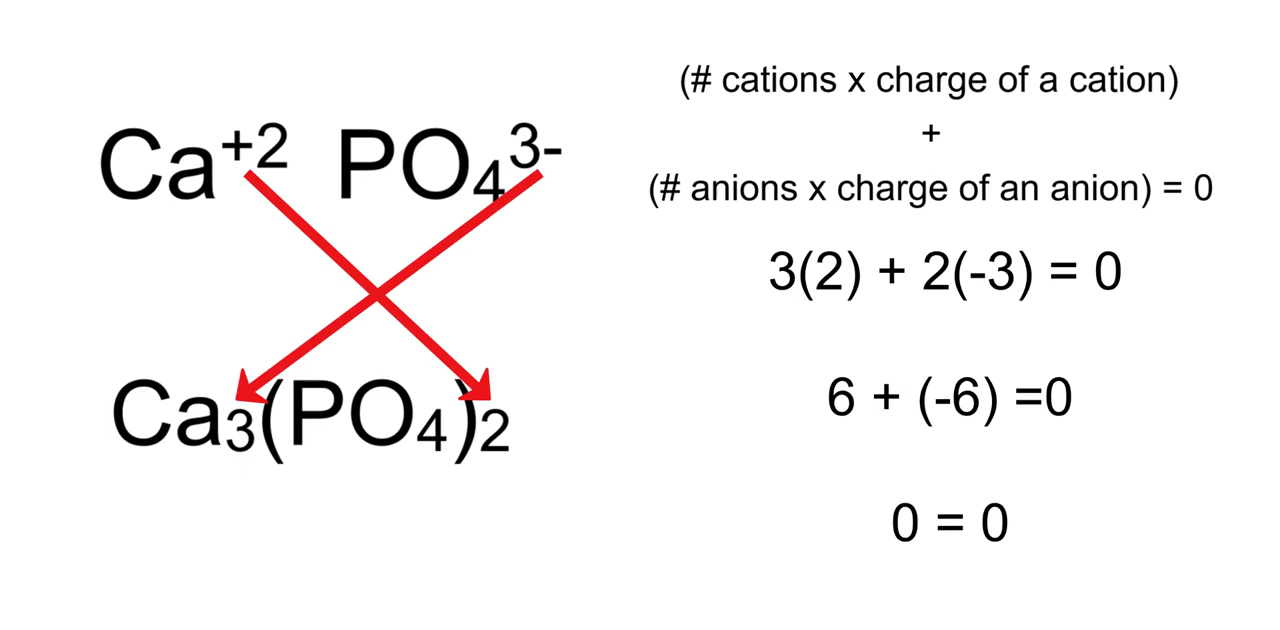 Ca⁺² PO₄³⁻
Ca₃(PO₄)₂
(# cations x charge of a cation)
+
(# anions x charge of an anion) = 0
3(2) + 2(-3) = 0
6 + (-6) =0
0 = 0